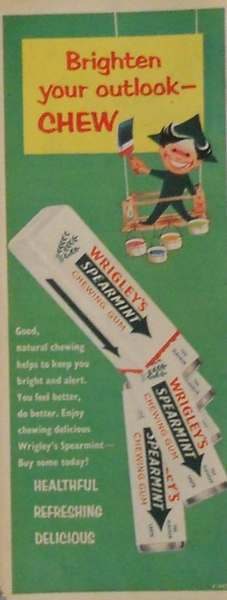 Brighten
your outlook—
CHEW
WRIGLEY'S
SPEARMINT
CHEWING GUM
Good,
natural chewing
helps to keep you
bright and alert.
You feel better,
do better. Enjoy
chewing delicious
Wrigley's Spearmint—
Buy some today!
WRIGLEY'S
SPEARMINT
CHEWING GUM
SPEARMINT
CHEWING GUM
HEALTHFUL
REFRESHING
DELICIOUS